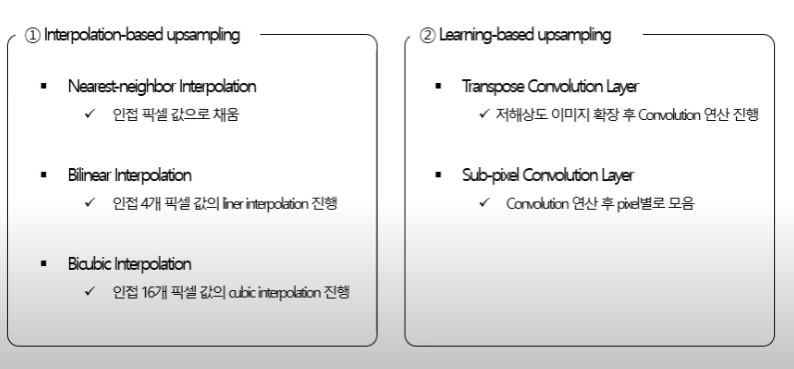 ① Interpolation-based upsampling
▪ Nearest-neighbor Interpolation
✓ 인접 픽셀 값으로 채움
▪ Bilinear Interpolation
✓ 인접 4개 픽셀 값의 liner interpolation 진행
▪ Bicubic Interpolation
✓ 인접 16개 픽셀 값의 cubic interpolation 진행
② Learning-based upsampling
▪ Transpose Convolution Layer
✓ 저해상도 이미지 확장 후 Convolution 연산 진행
▪ Sub-pixel Convolution Layer
✓ Convolution 연산 후 pixel별로 모음